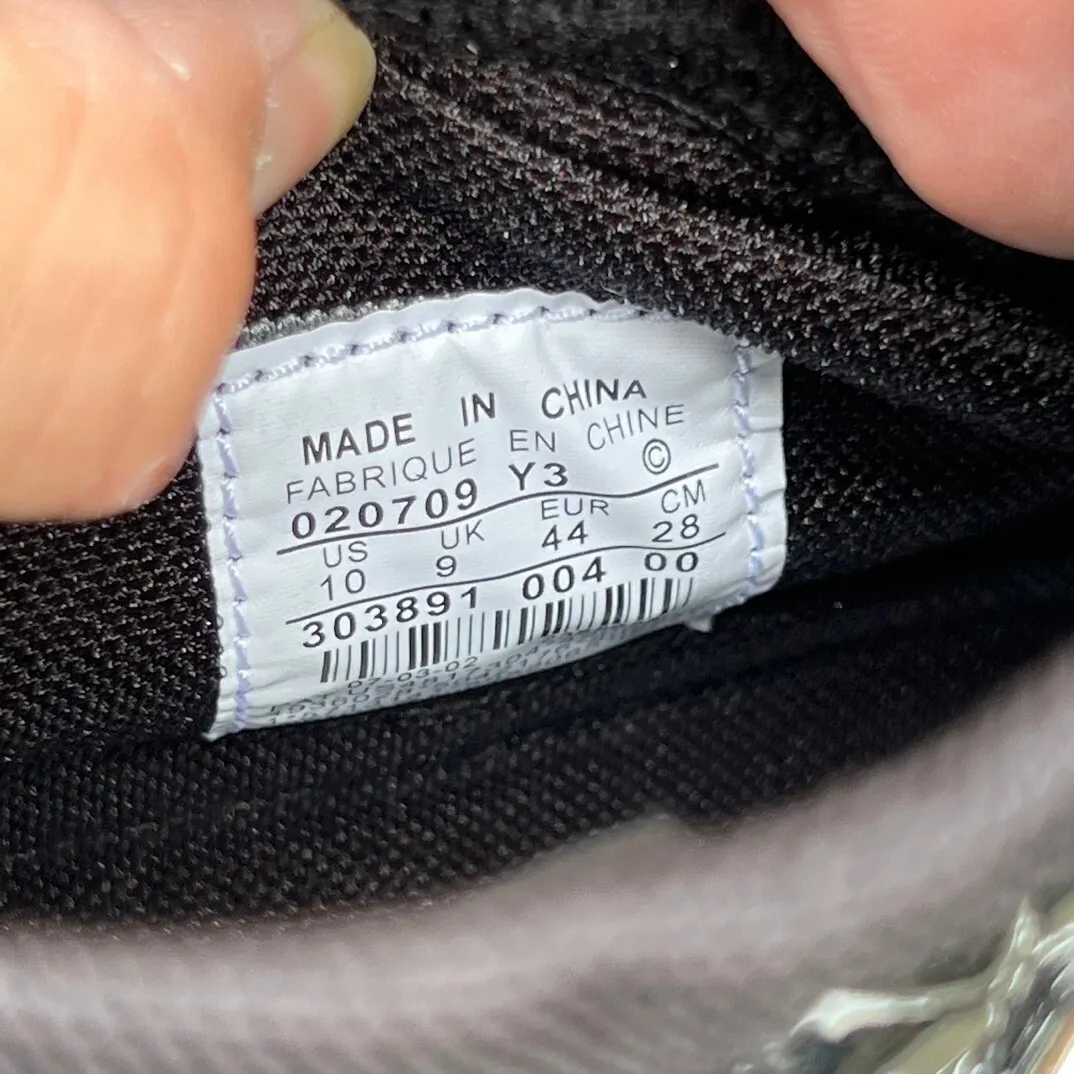 MADE IN CHINA
FABRIQUE EN CHINE
020709 Y3 ©
US UK EUR CM
10 9 44 28
303891 004 00